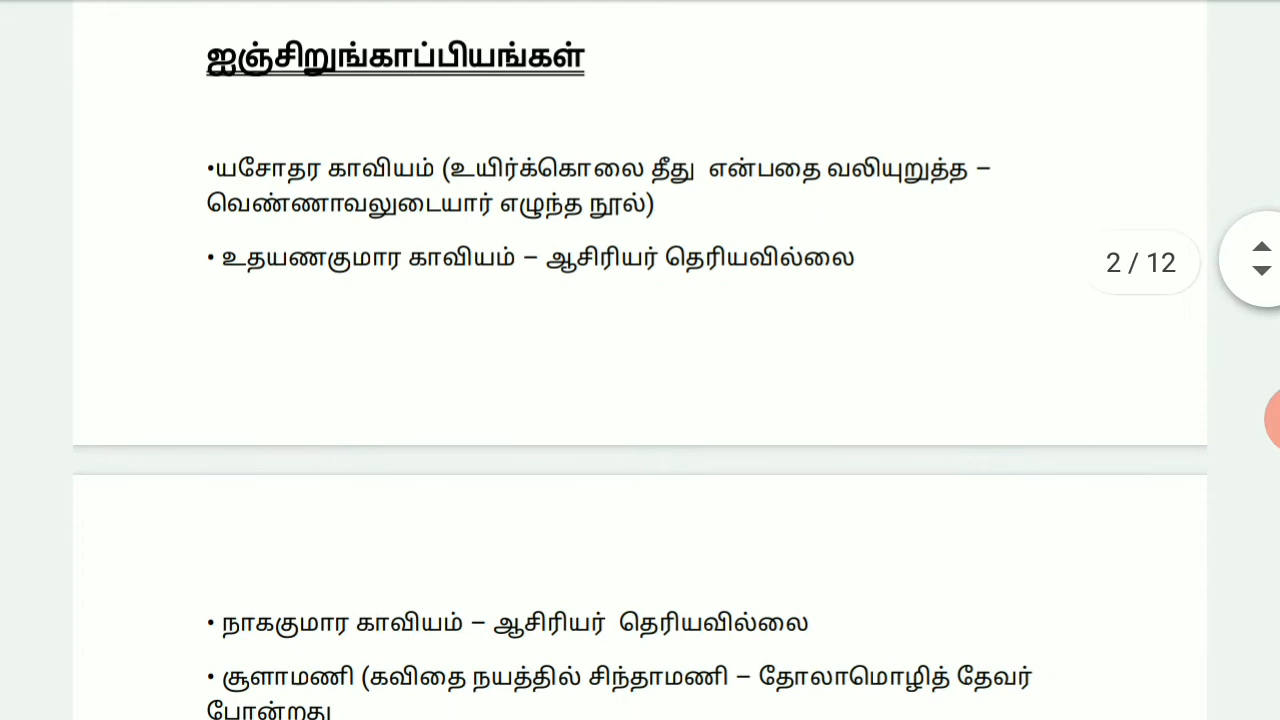 ஐஞ்சிறுங்காப்பியங்கள்
•யசோதர காவியம் (உயிர்க்கொலை தீது என்பதை வலியுறுத்த –
வெண்ணாவலுடையார் எழுந்த நூல்)
• உதயணகுமார காவியம் – ஆசிரியர் தெரியவில்லை
2 / 12
• நாககுமார காவியம் – ஆசிரியர் தெரியவில்லை
• சூளாமணி (கவிதை நயத்தில் சிந்தாமணி – தோலாமொழித் தேவர்
போன்றது